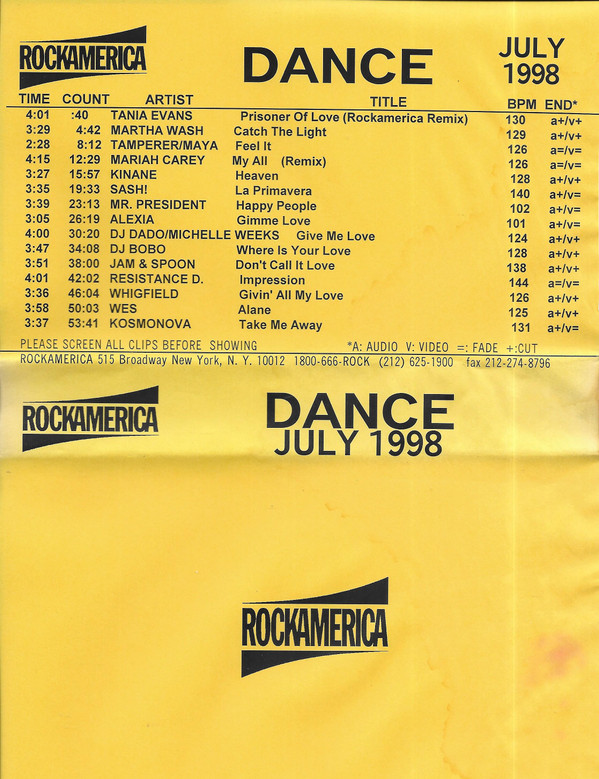 ROCKAMERICA DANCE JULY 1998
TIME COUNT ARTIST TITLE BPM END*
4:01 :40 TANIA EVANS Prisoner Of Love (Rockamerica Remix) 130 a+/v+
3:29 4:42 MARTHA WASH Catch The Light 129 a+/v+
2:28 8:12 TAMPERER/MAYA Feel It 126 a=/v=
4:15 12:29 MARIAH CAREY My All (Remix) 126 a=/v=
3:27 15:57 KINANE Heaven 128 a+/v+
3:35 19:33 SASH! La Primavera 140 a+/v=
3:39 23:13 MR. PRESIDENT Happy People 102 a+/v=
3:05 26:19 ALEXIA Gimme Love 101 a+/v=
4:00 30:20 DJ DADO/MICHELLE WEEKS Give Me Love 124 a+/v+
3:47 34:08 DJ BOBO Where Is Your Love 128 a+/v+
3:51 38:00 JAM & SPOON Don't Call It Love 138 a+/v+
4:01 42:02 RESISTANCE D. Impression 144 a=/v=
3:36 46:04 WHIGFIELD Givin' All My Love 126 a+/v+
3:58 50:03 WES Alane 125 a+/v+
3:37 53:41 KOSMONOVA Take Me Away 131 a+/v=
PLEASE SCREEN ALL CLIPS BEFORE SHOWING *A: AUDIO V: VIDEO =: FADE +:CUT
ROCKAMERICA 515 Broadway New York, N. Y. 10012 1800-666-ROCK (212) 625-1900 fax 212-274-8796
ROCKAMERICA DANCE
JULY 1998
ROCKAMERICA